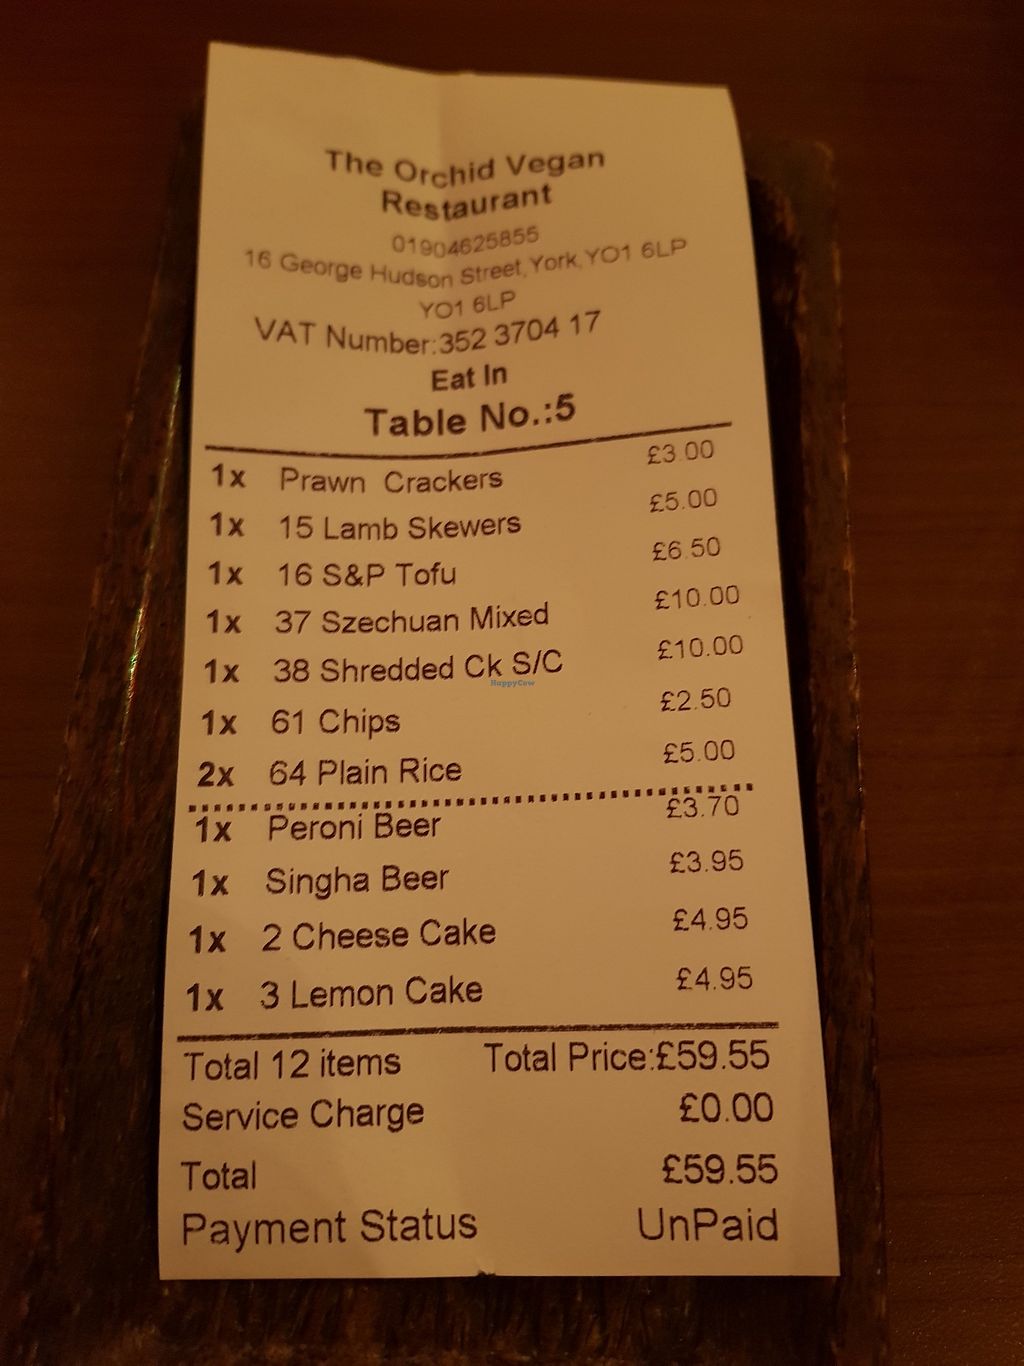 The Orchid Vegan
Restaurant
01904625855
16 George Hudson Street,York,YO1 6LP
YO1 6LP
VAT Number:352 3704 17
Eat In
Table No.:5
1x Prawn Crackers £3.00
1x 15 Lamb Skewers £5.00
1x 16 S&P Tofu £6.50
1x 37 Szechuan Mixed £10.00
1x 38 Shredded Ck S/C £10.00
HappyCow
1x 61 Chips £2.50
2x 64 Plain Rice £5.00
1x Peroni Beer £3.70
1x Singha Beer £3.95
1x 2 Cheese Cake £4.95
1x 3 Lemon Cake £4.95
Total 12 items Total Price:£59.55
Service Charge £0.00
Total £59.55
Payment Status UnPaid